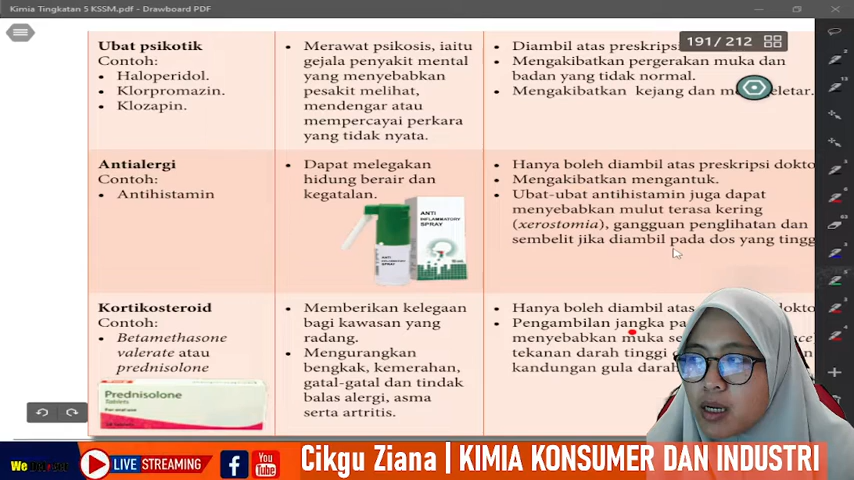 Kimia Tingkatan 5 KSSM.pdf - Drawboard PDF
191 / 212
Ubat psikotik
Contoh:
• Haloperidol.
• Klorpromazin.
• Klozapin.
• Merawat psikosis, iaitu
gejala penyakit mental
yang menyebabkan
pesakit melihat,
mendengar atau
mempercayai perkara
yang tidak nyata.
• Diambil atas
• Mengakibatkan pergerakan muka dan
badan yang tidak normal.
• Mengakibatkan kejang dan
Antialergi
Contoh:
• Antihistamin
• Dapat melegakan
hidung berair dan
kegatalan.
ANTI
INFLAMMATORY
SPRAY
ANTI
INFLAMMATORY
SPRAY
• Hanya boleh diambil atas preskripsi
• Mengakibatkan mengantuk.
• Ubat-ubat antihistamin juga dapat
menyebabkan mulut terasa kering
(xerostomia), gangguan penglihatan dan
sembelit jika diambil pada dos yang
Kortikosteroid
Contoh:
• Betamethasone
valerate atau
prednisolone
Prednisolone
Tablets
• Memberikan kelegaan
bagi kawasan yang
radang.
• Mengurangkan
bengkak, kemerahan,
gatal-gatal dan tindak
balas alergi, asma
serta artritis.
• Hanya boleh diambil atas
• Pengambilan jangka
menyebabkan muka
tekanan darah tinggi
kandungan gula darah
LIVE STREAMING
You
Tube
Cikgu Ziana | KIMIA KONSUMER DAN INDUSTRI